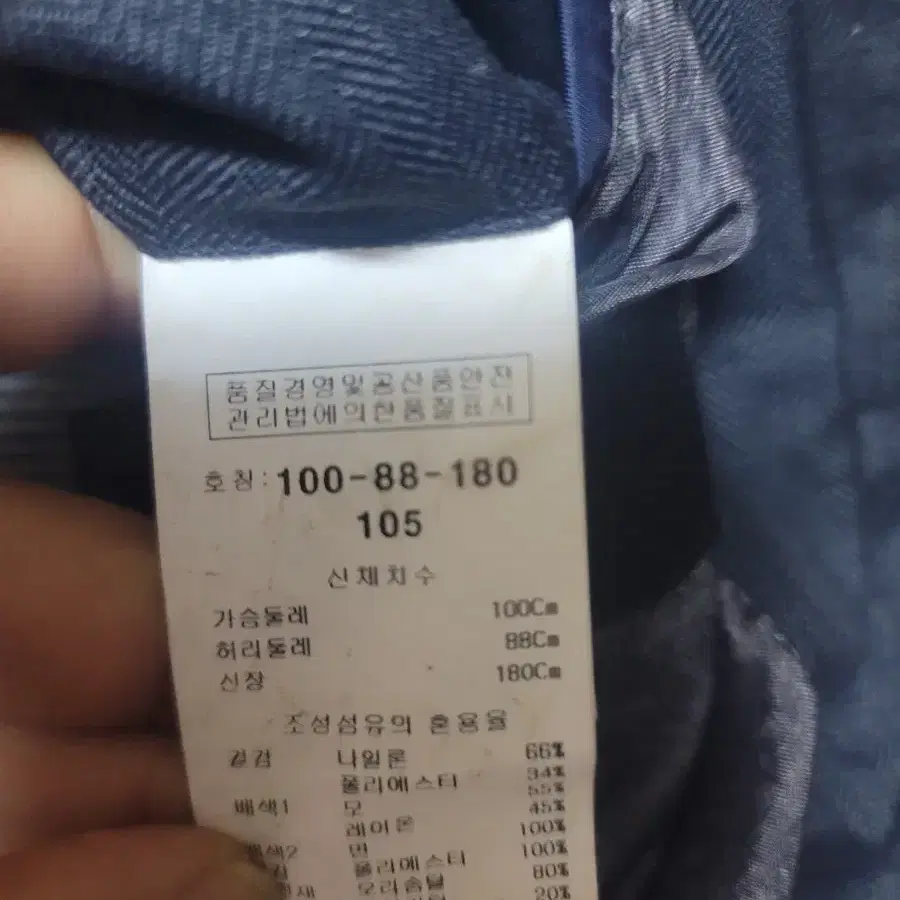 품질경영및공산품안전
관리법에의한품질표시
호칭: 100-88-180
105
신체치수
가슴둘레 100Cm
허리둘레 88Cm
신장 180Cm
조성섬유의 혼용율
겉감 나일론 66%
폴리에스터 34%
배색1 모 55%
레이온 45%
배색2 면 100%
폴리에스터 100%
오리솜털 80%
20%